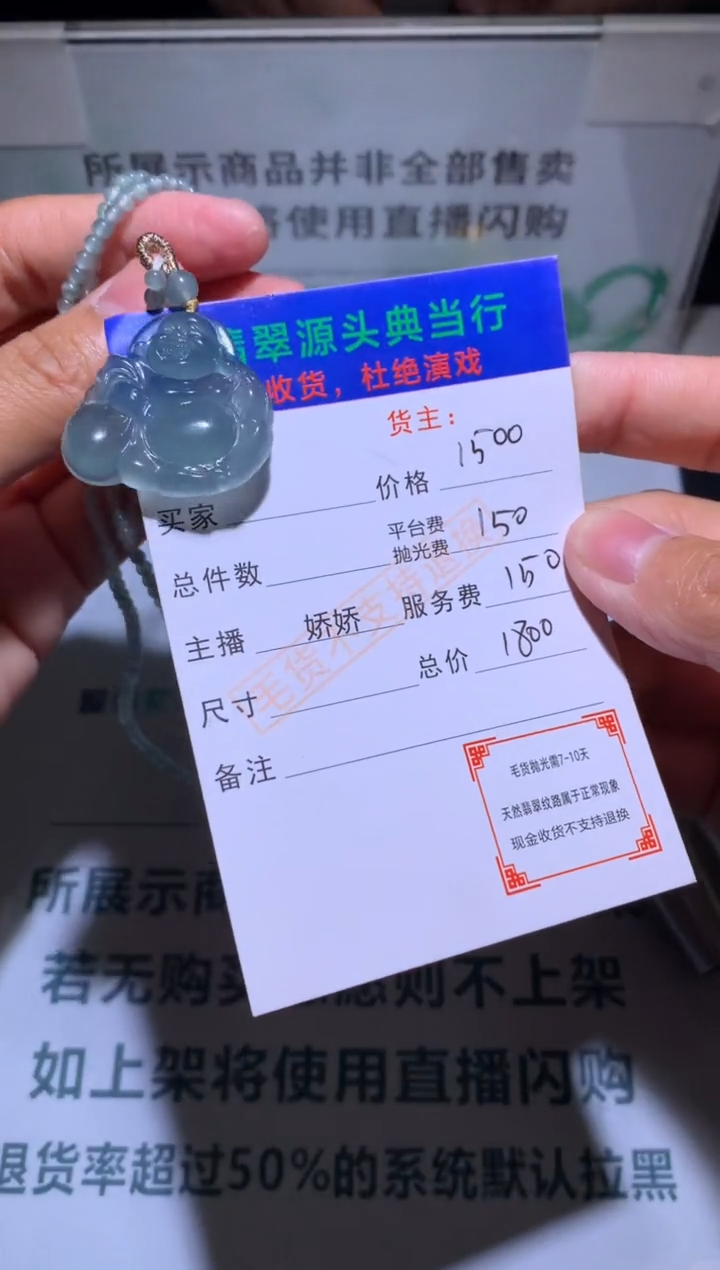 所展示商品并非全部售卖
将使用直播闪购
翡翠源头典当行
收货，杜绝演戏
货主：
买家 价格 1500
总件数 平台费 抛光费 150
主播 娇娇 服务费 150
尺寸 总价 1800
备注
毛货不支持退换
毛货抛光需7-10天
天然翡翠纹路属于正常现象
现金收货不支持退换
所展示商
若无购买意愿则不上架
如上架将使用直播闪购
退货率超过50%的系统默认拉黑